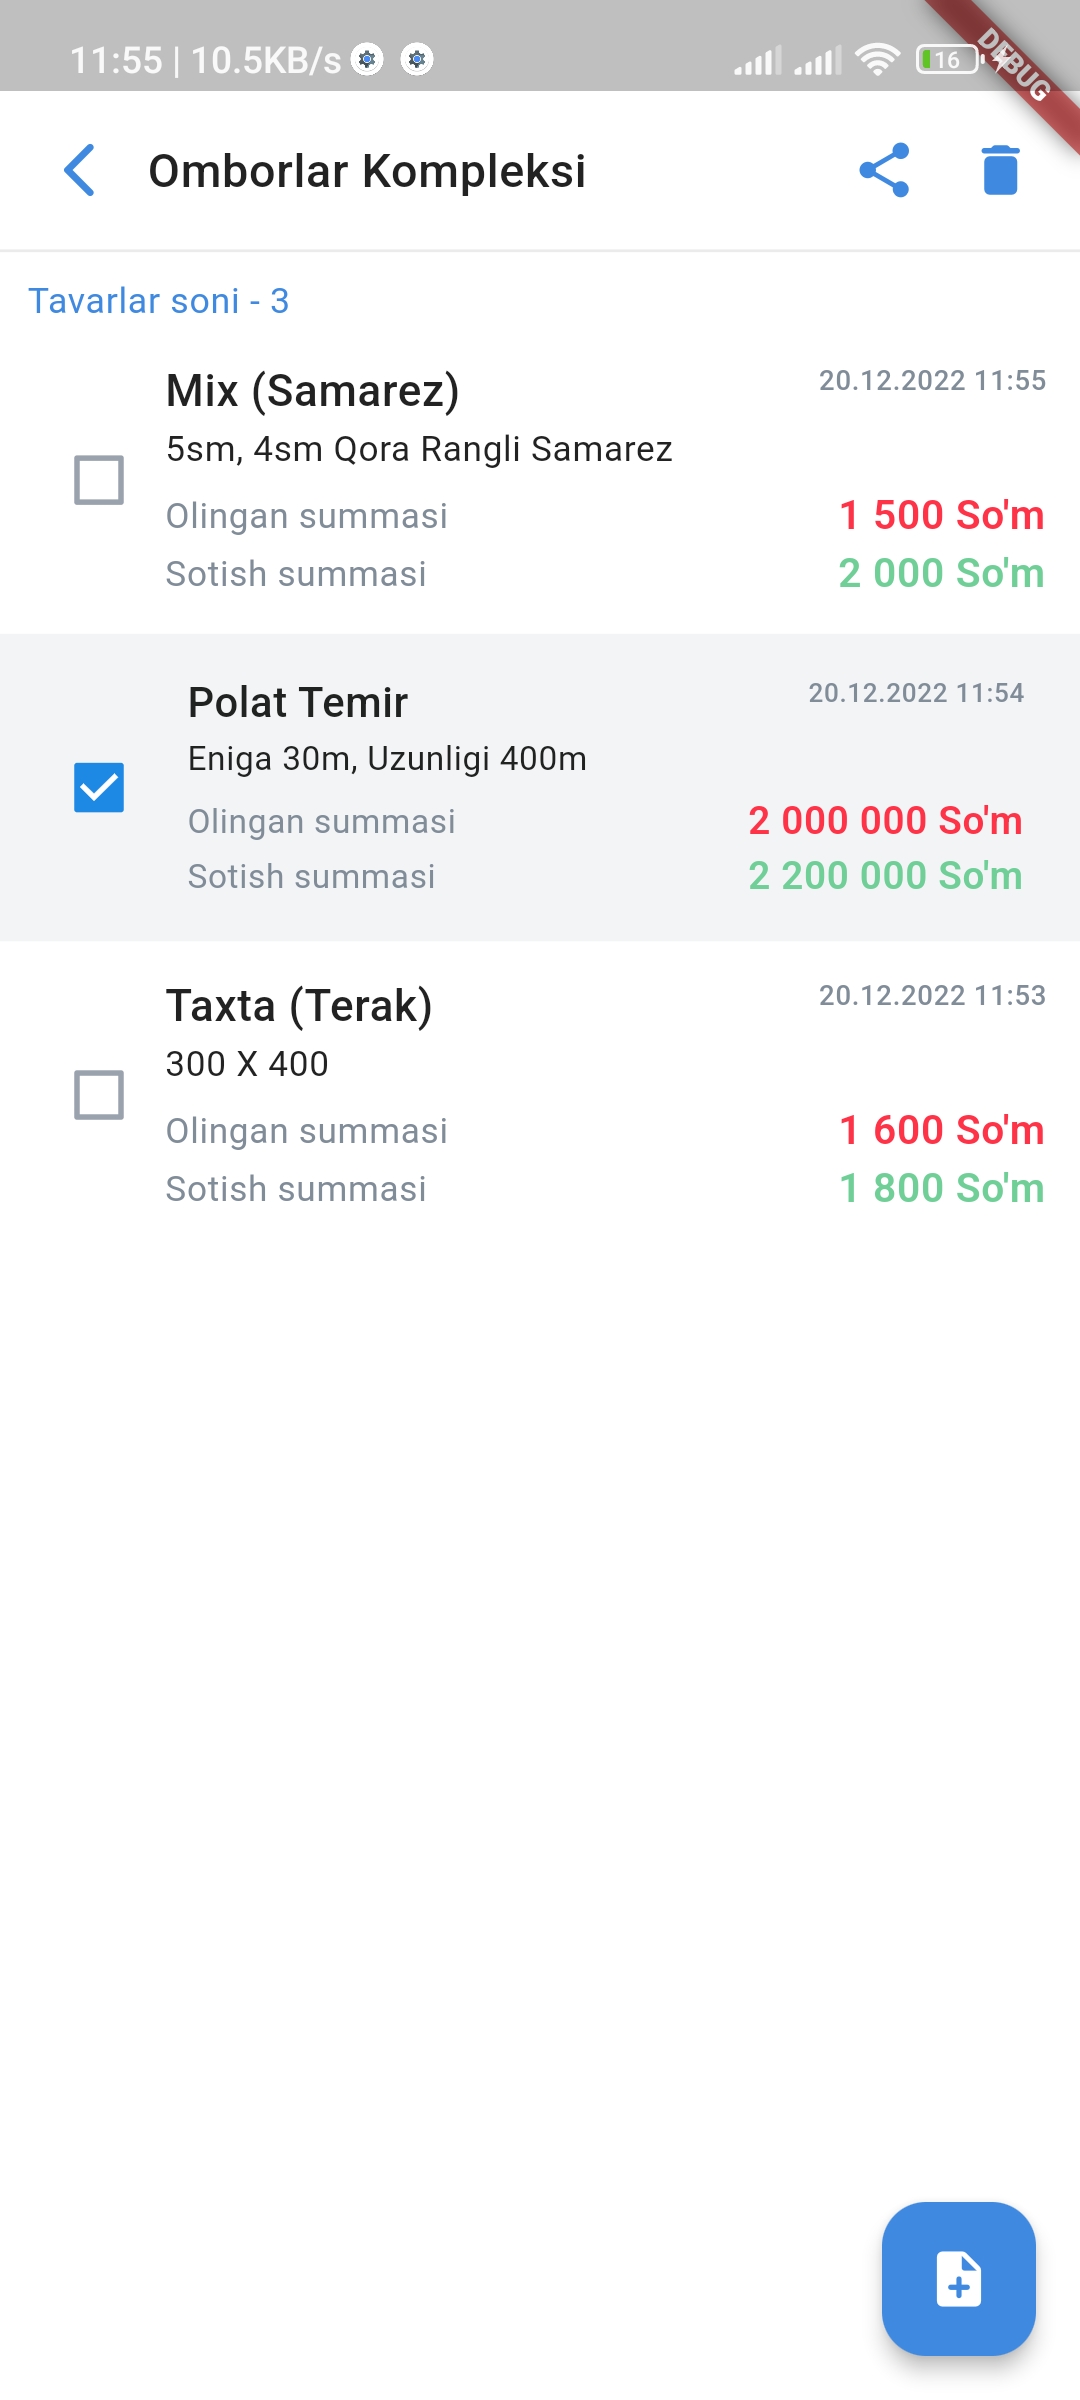 11:55 | 10.5KB/s
16
DEBUG
Omborlar Kompleksi
Tavarlar soni - 3
Mix (Samarez)
20.12.2022 11:55
5sm, 4sm Qora Rangli Samarez
Olingan summasi
1 500 So'm
Sotish summasi
2 000 So'm
Polat Temir
20.12.2022 11:54
Eniga 30m, Uzunligi 400m
Olingan summasi
2 000 000 So'm
Sotish summasi
2 200 000 So'm
Taxta (Terak)
20.12.2022 11:53
300 X 400
Olingan summasi
1 600 So'm
Sotish summasi
1 800 So'm